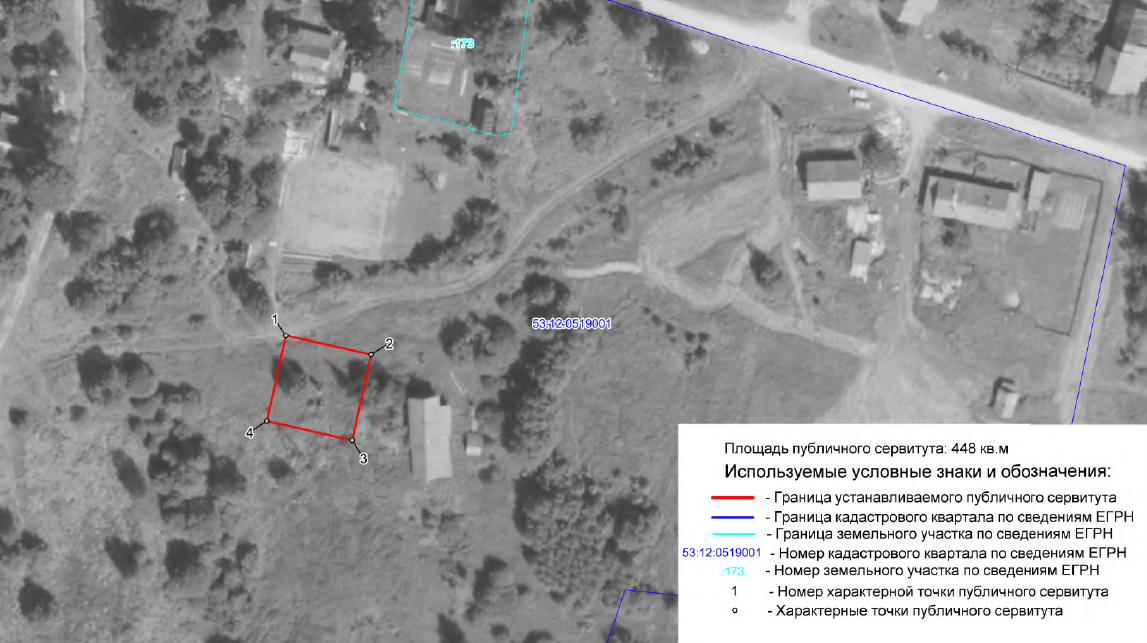 :173
53:12:0519001
1
2
4
3
Площадь публичного сервитута: 448 кв.м
Используемые условные знаки и обозначения:
- Граница устанавливаемого публичного сервитута
- Граница кадастрового квартала по сведениям ЕГРН
- Граница земельного участка по сведениям ЕГРН
53:12:0519001 - Номер кадастрового квартала по сведениям ЕГРН
:173 - Номер земельного участка по сведениям ЕГРН
1 - Номер характерной точки публичного сервитута
- Характерные точки публичного сервитута